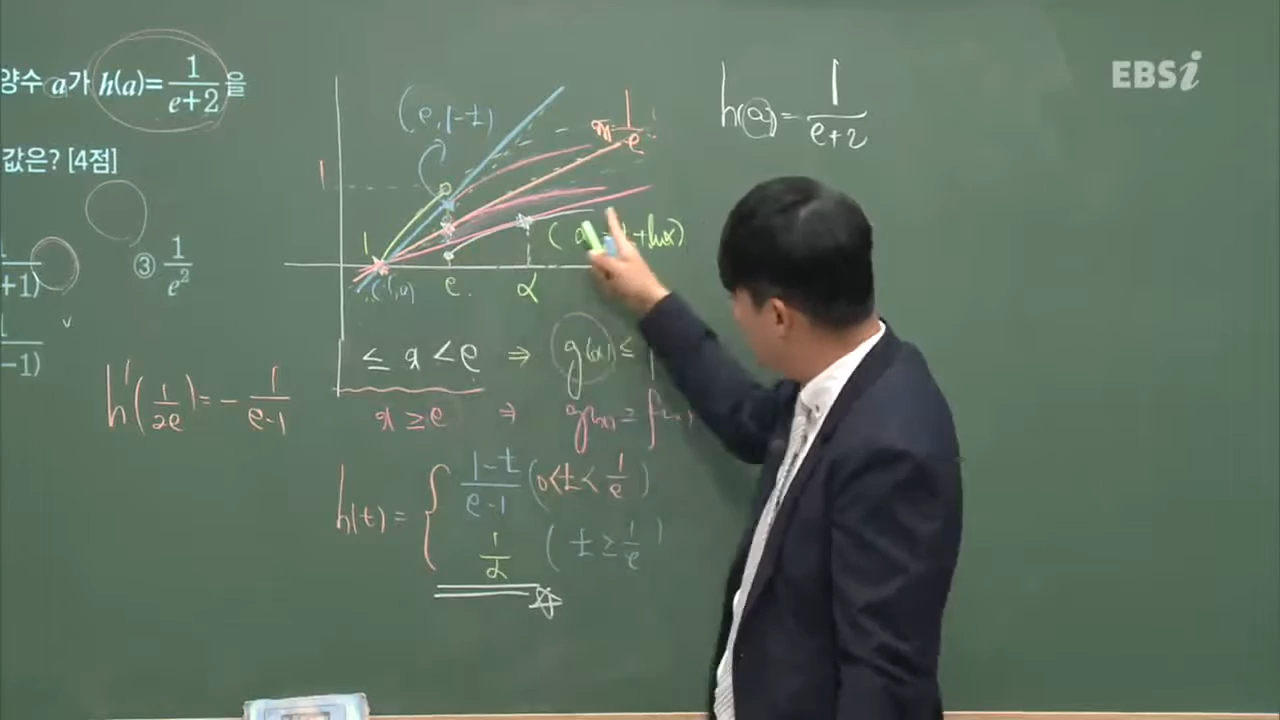 양수 a가 h(a)=1/(e+2)을
값은? [4점]
+1)
③ 1/e²
-1)
h'(1/2e)=-1/(e-1)
(e, 1-t)
1/e
1
1
e
α
≤ x < e ⇒ g(x) ≤
x ≥ e ⇒ g(x) ≥ f(x)
h(t)= { (1-t)/(e-1) (0<t<1/e)
1/α (t ≥ 1/e)
h(a)=1/(e+2)
EBSi